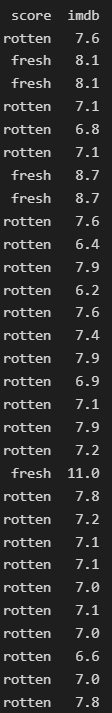 score imdb
rotten 7.6
fresh 8.1
fresh 8.1
rotten 7.1
rotten 6.8
rotten 7.1
fresh 8.7
fresh 8.7
rotten 7.6
rotten 6.4
rotten 7.9
rotten 6.2
rotten 7.6
rotten 7.4
rotten 7.9
rotten 6.9
rotten 7.1
rotten 7.9
rotten 7.2
fresh 11.0
rotten 7.8
rotten 7.2
rotten 7.1
rotten 7.1
rotten 7.0
rotten 7.1
rotten 7.0
rotten 6.6
rotten 7.0
rotten 7.8